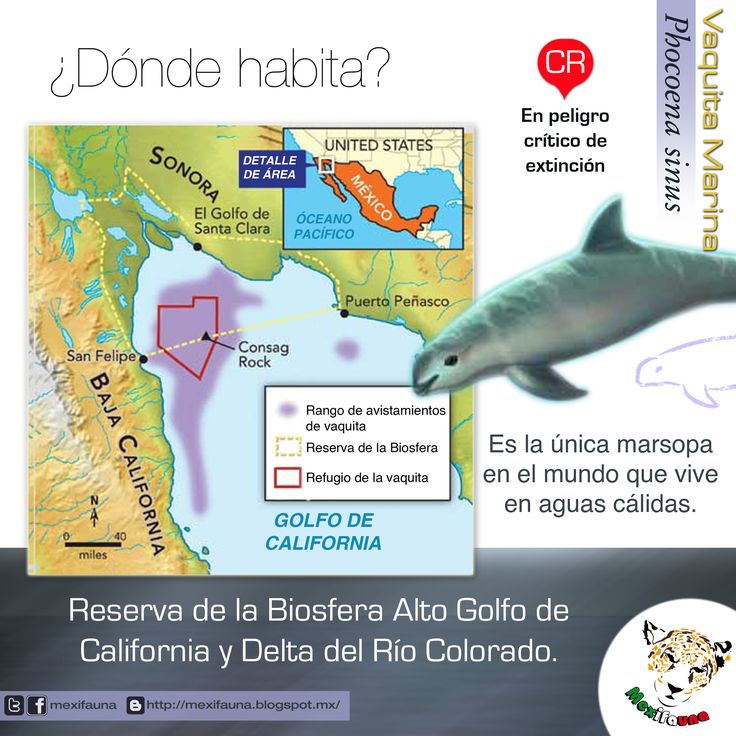 ¿Dónde habita?
CR
En peligro
crítico de
extinción
Vaquita Marina
Phocoena sinus
SONORA
El Golfo de
Santa Clara
DETALLE
DE ÁREA
UNITED STATES
MÉXICO
ÓCEANO
PACÍFICO
Puerto Peñasco
San Felipe
Consag
Rock
BAJA CALIFORNIA
Rango de avistamientos
de vaquita
Reserva de la Biosfera
Refugio de la vaquita
N
0 40
miles
GOLFO DE
CALIFORNIA
Es la única marsopa
en el mundo que vive
en aguas cálidas.
Reserva de la Biosfera Alto Golfo de
California y Delta del Río Colorado.
mexifauna http://mexifauna.blogspot.mx/
Mexifauna